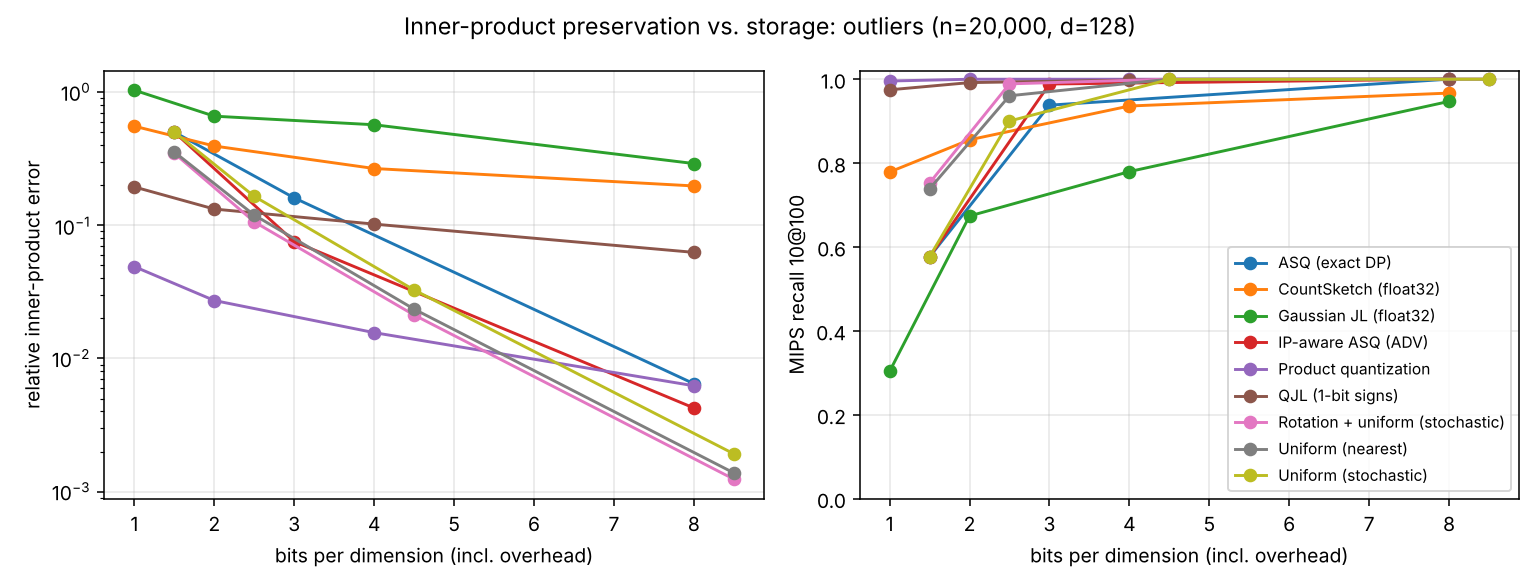 Inner-product preservation vs. storage: outliers (n=20,000, d=128)
relative inner-product error
10⁰
10⁻¹
10⁻²
10⁻³
1 2 3 4 5 6 7 8
bits per dimension (incl. overhead)
MIPS recall 10@100
1.0
0.8
0.6
0.4
0.2
0.0
1 2 3 4 5 6 7 8
bits per dimension (incl. overhead)
ASQ (exact DP)
CountSketch (float32)
Gaussian JL (float32)
IP-aware ASQ (ADV)
Product quantization
QJL (1-bit signs)
Rotation + uniform (stochastic)
Uniform (nearest)
Uniform (stochastic)